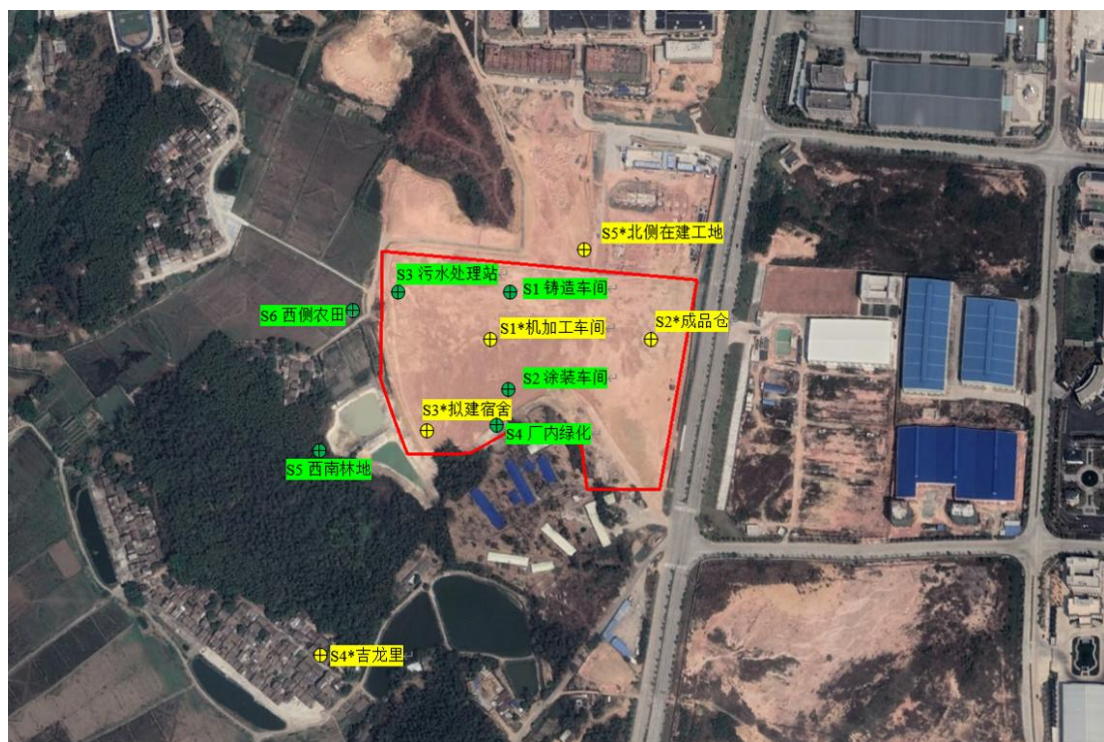 S5*北侧在建工地
S3 污水处理站
S1 铸造车间
S6 西侧农田
S1*机加工车间
S2*成品仓
S2 涂装车间
S3*拟建宿舍
S4 厂内绿化
S5 西南林地
S4*吉龙里